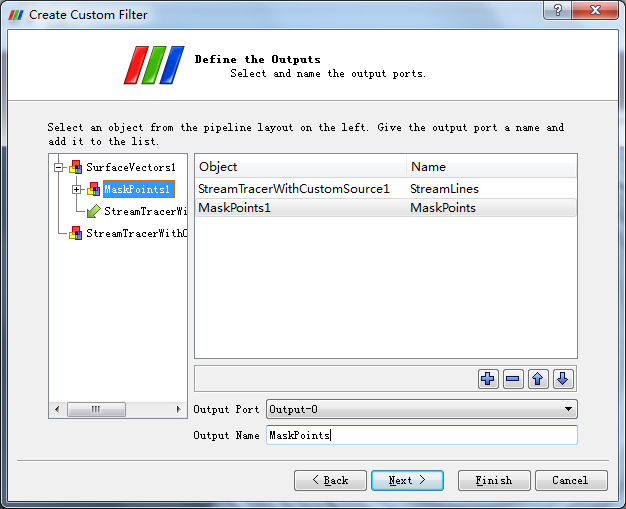 Create Custom Filter
Define the Outputs
Select and name the output ports.
Select an object from the pipeline layout on the left. Give the output port a name and
add it to the list.
SurfaceVectors1
MaskPoints1
StreamTracerWi
StreamTracerWithC
Object Name
StreamTracerWithCustomSource1 StreamLines
MaskPoints1 MaskPoints
Output Port Output-0
Output Name MaskPoints
< Back Next > Finish Cancel